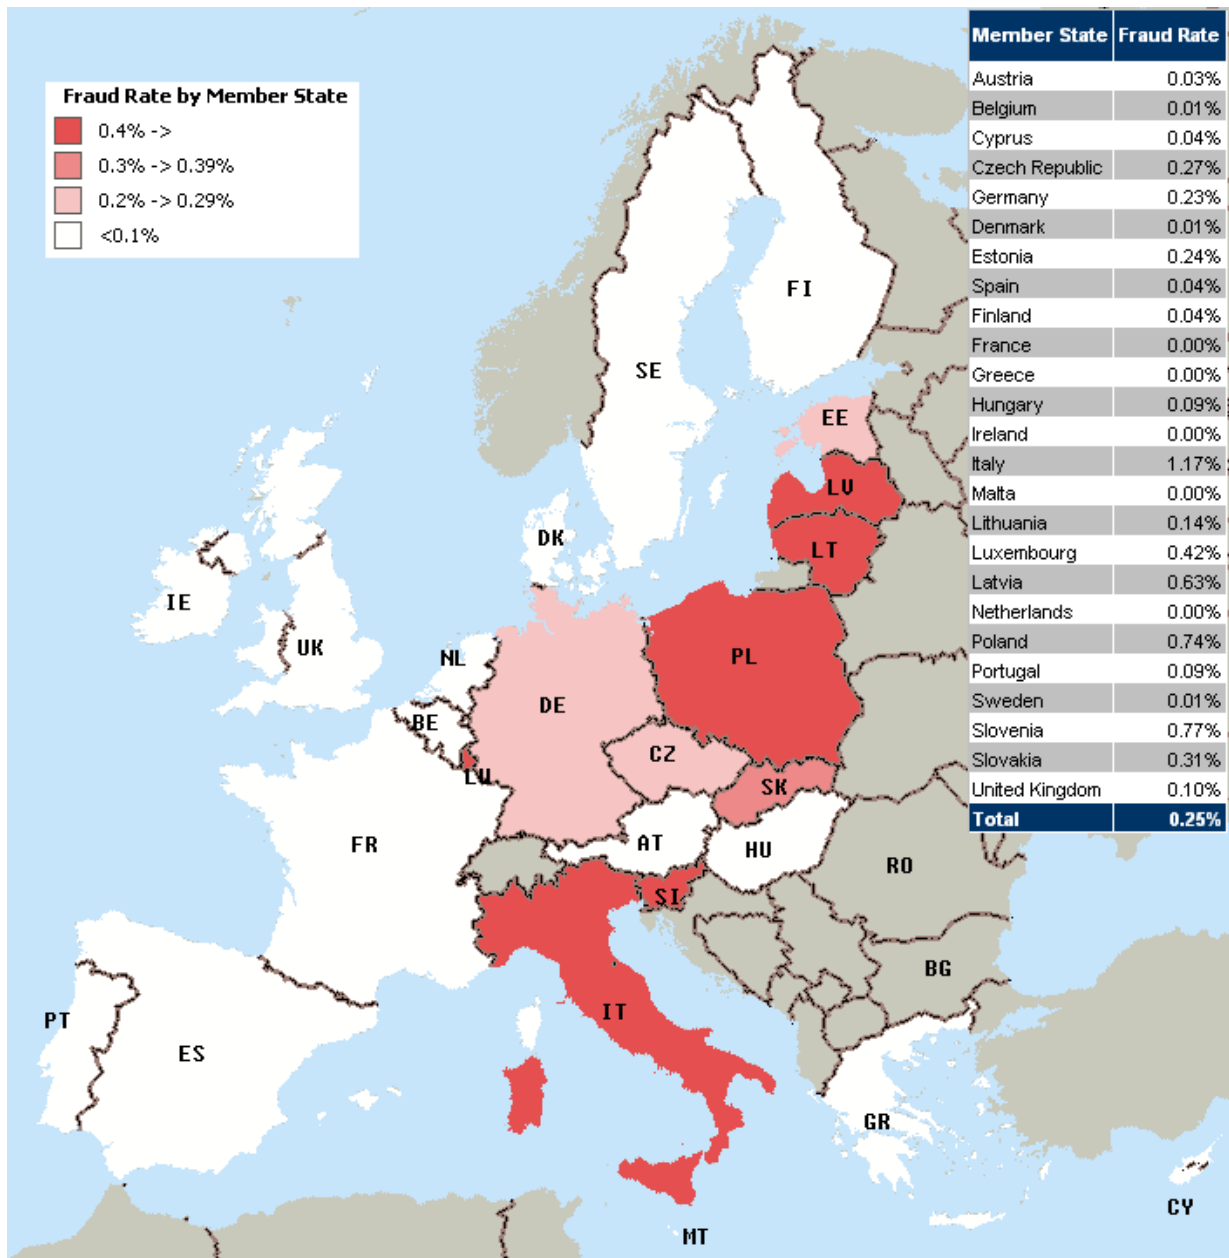 Fraud Rate by Member State
0.4% ->
0.3% -> 0.39%
0.2% -> 0.29%
<0.1%
Member State Fraud Rate
Austria 0.03%
Belgium 0.01%
Cyprus 0.04%
Czech Republic 0.27%
Germany 0.23%
Denmark 0.01%
Estonia 0.24%
Spain 0.04%
Finland 0.04%
France 0.00%
Greece 0.00%
Hungary 0.09%
Ireland 0.00%
Italy 1.17%
Malta 0.00%
Lithuania 0.14%
Luxembourg 0.42%
Latvia 0.63%
Netherlands 0.00%
Poland 0.74%
Portugal 0.09%
Sweden 0.01%
Slovenia 0.77%
Slovakia 0.31%
United Kingdom 0.10%
Total 0.25%
FI
SE
EE
LV
DK
LT
IE
UK
NL
PL
DE
BE
CZ
LU
SK
FR
AT
HU
RO
SI
BG
IT
PT
ES
GR
CY
MT